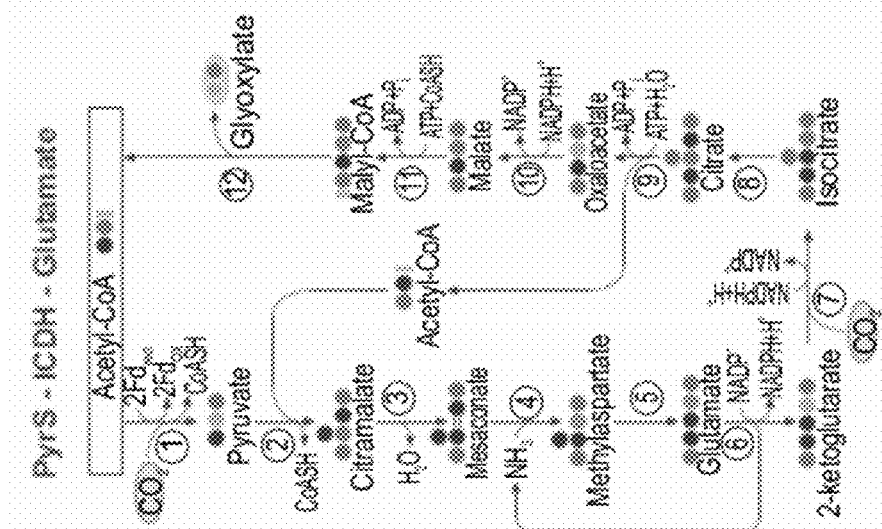 PyrS - ICDH - Glutamate
Acetyl-CoA
CO2
2Fdred
2Fdox
CoASH
1
Pyruvate
2
CoASH
Citramalate
H2O
3
Mesaconate
NH3
4
Methylaspartate
5
Glutamate
6
NADP+
NADPH+H+
2-ketoglutarate
CO2
7
NADPH+H+
NADP+
Isocitrate
8
Citrate
9
ATP+H2O
ADP+Pi
Acetyl-CoA
Oxaloacetate
10
NADPH+H+
NADP+
Malate
11
ATP+CoASH
ADP+Pi
Malyl-CoA
12
Glyoxylate